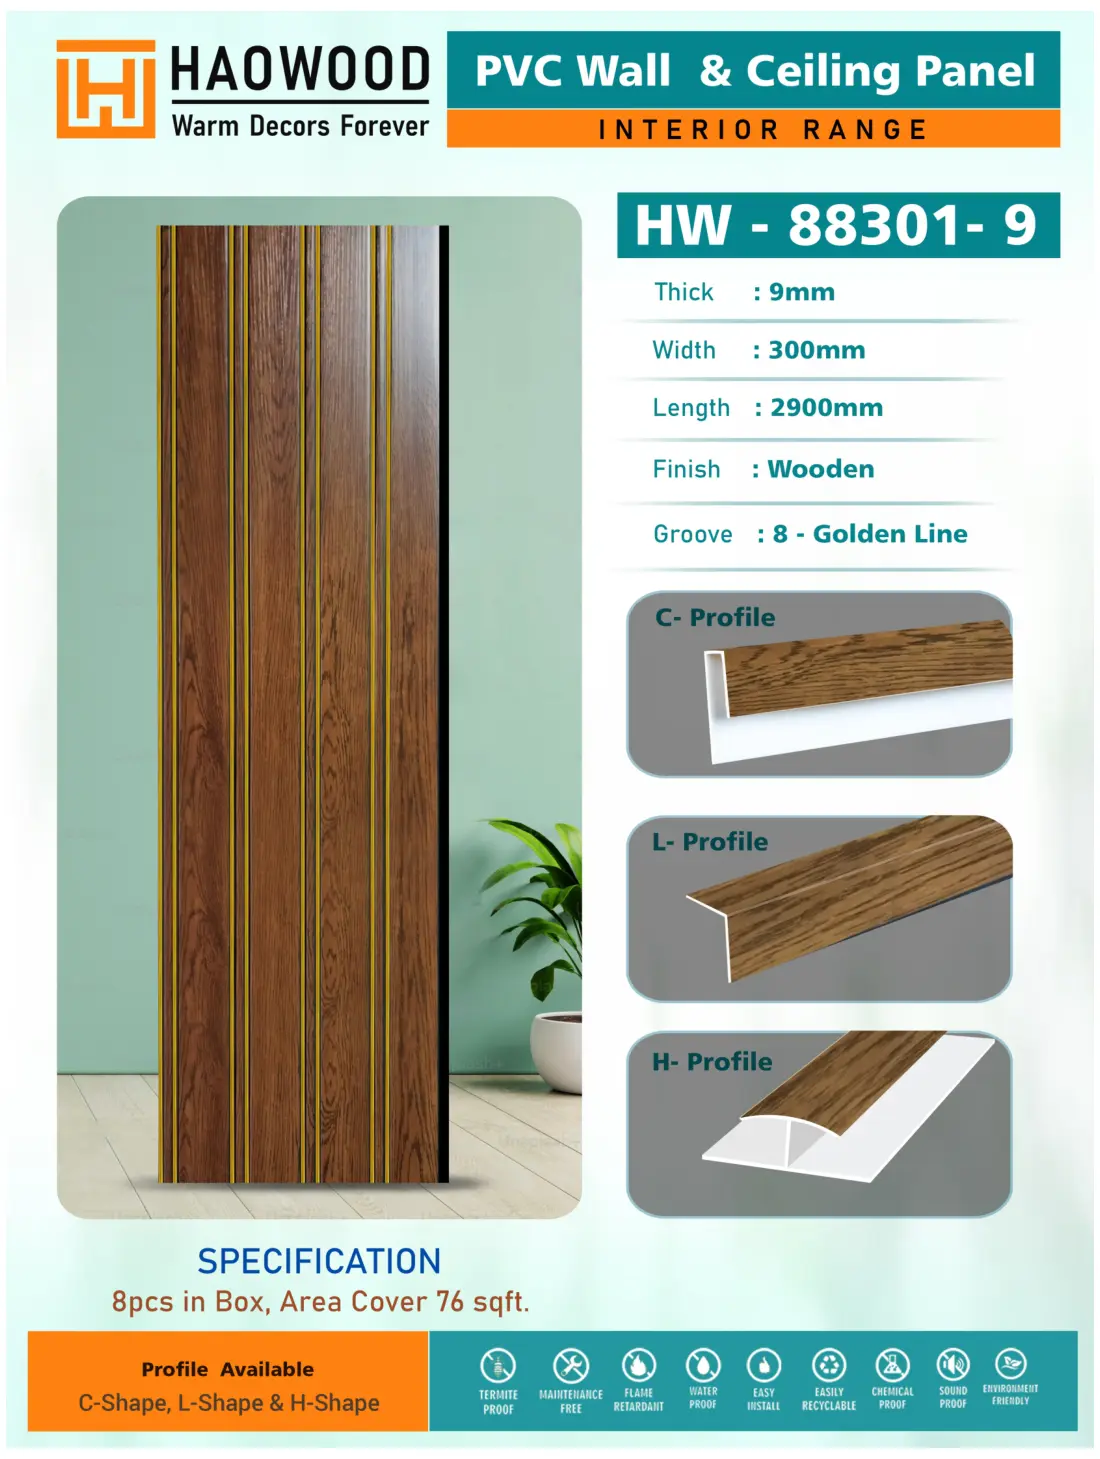 HAOWOOD
Warm Decors Forever
PVC Wall & Ceiling Panel
INTERIOR RANGE
HW - 88301- 9
Thick : 9mm
Width : 300mm
Length : 2900mm
Finish : Wooden
Groove : 8 - Golden Line
C- Profile
L- Profile
H- Profile
SPECIFICATION
8pcs in Box, Area Cover 76 sqft.
Profile Available
C-Shape, L-Shape & H-Shape
TERMITE
PROOF
MAINTENANCE
FREE
FLAME
RETARDANT
WATER
PROOF
EASY
INSTALL
EASILY
RECYCLABLE
CHEMICAL
PROOF
SOUND
PROOF
ENVIRONMENT
FRIENDLY